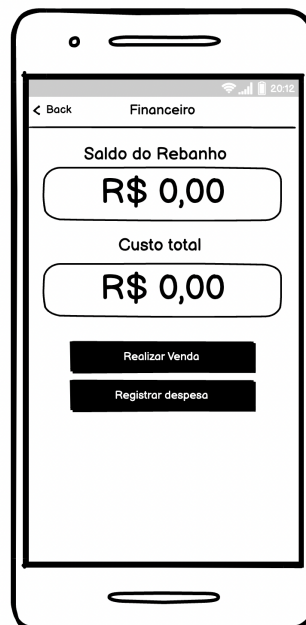 20:12
Back Financeiro
Saldo do Rebanho
R$ 0,00
Custo total
R$ 0,00
Realizar Venda
Registrar despesa